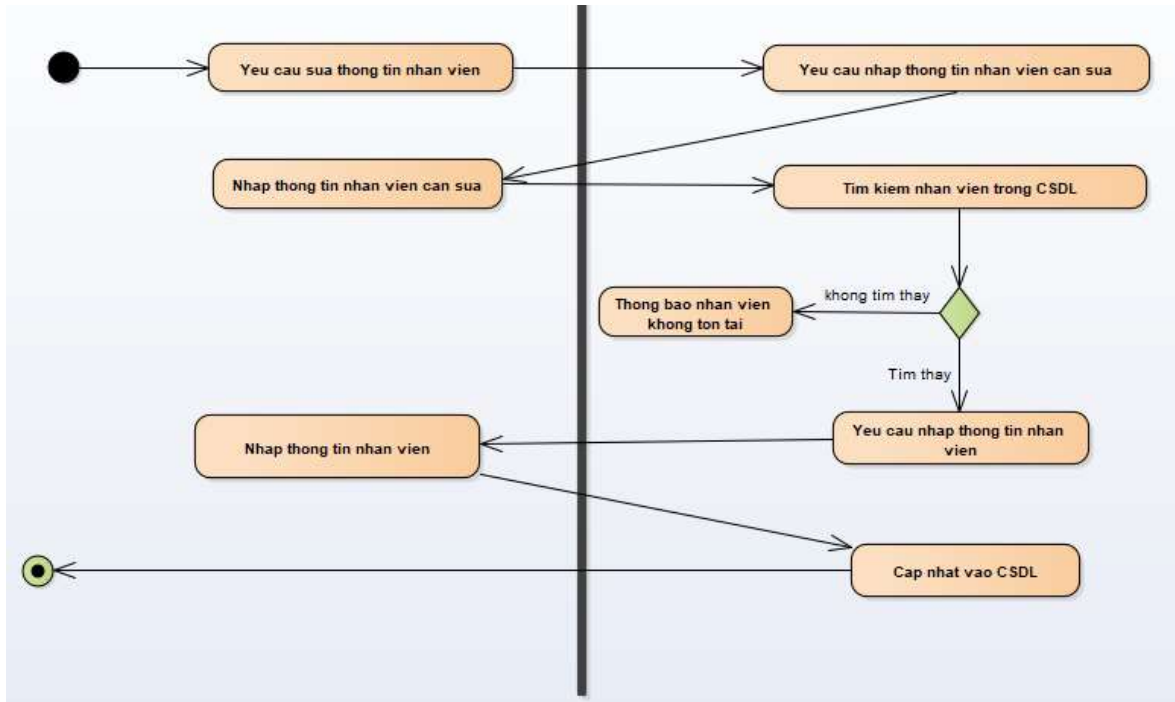 Yeu cau sua thong tin nhan vien
Yeu cau nhap thong tin nhan vien can sua
Nhap thong tin nhan vien can sua
Tim kiem nhan vien trong CSDL
khong tim thay
Thong bao nhan vien
khong ton tai
Tim thay
Yeu cau nhap thong tin nhan
vien
Nhap thong tin nhan vien
Cap nhat vao CSDL